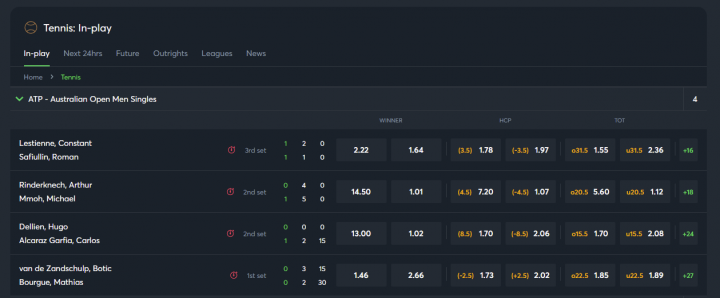 Tennis: In-play
In-play Next 24hrs Future Outrights Leagues News
Home > Tennis
ATP - Australian Open Men Singles 4
WINNER HCP TOT
Lestienne, Constant 1 2 0
Safiullin, Roman 1 1 0
3rd set 2.22 1.64 (3.5) 1.78 (-3.5) 1.97 o31.5 1.55 u31.5 2.36 +16
Rinderknech, Arthur 0 4 0
Mmoh, Michael 1 5 0
2nd set 14.50 1.01 (4.5) 7.20 (-4.5) 1.07 o20.5 5.60 u20.5 1.12 +18
Dellien, Hugo 0 0 0
Alcaraz Garfia, Carlos 1 2 15
2nd set 13.00 1.02 (8.5) 1.70 (-8.5) 2.06 o15.5 1.70 u15.5 2.08 +24
van de Zandschulp, Botic 0 3 15
Bourgue, Mathias 0 2 30
1st set 1.46 2.66 (-2.5) 1.73 (+2.5) 2.02 o22.5 1.85 u22.5 1.89 +27